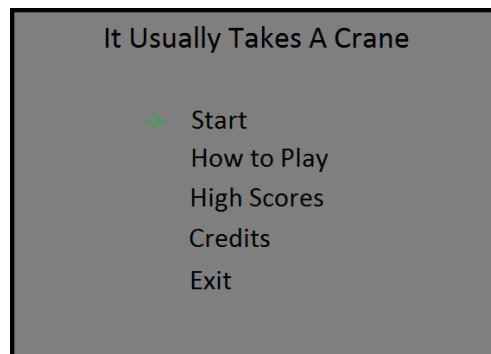 It Usually Takes A Crane
-> Start
How to Play
High Scores
Credits
Exit